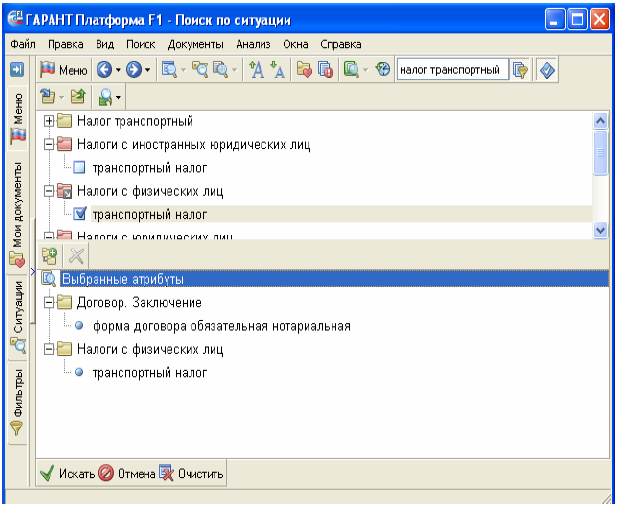 ГАРАНТ Платформа F1 - Поиск по ситуации
Файл Правка Вид Поиск Документы Анализ Окна Справка
Меню налог транспортный
Меню
Мои документы
Ситуации
Фильтры
Налог транспортный
Налоги с иностранных юридических лиц
транспортный налог
Налоги с физических лиц
транспортный налог
Налоги с юридических лиц
Выбранные атрибуты
Договор. Заключение
форма договора обязательная нотариальная
Налоги с физических лиц
транспортный налог
Искать Отмена Очистить